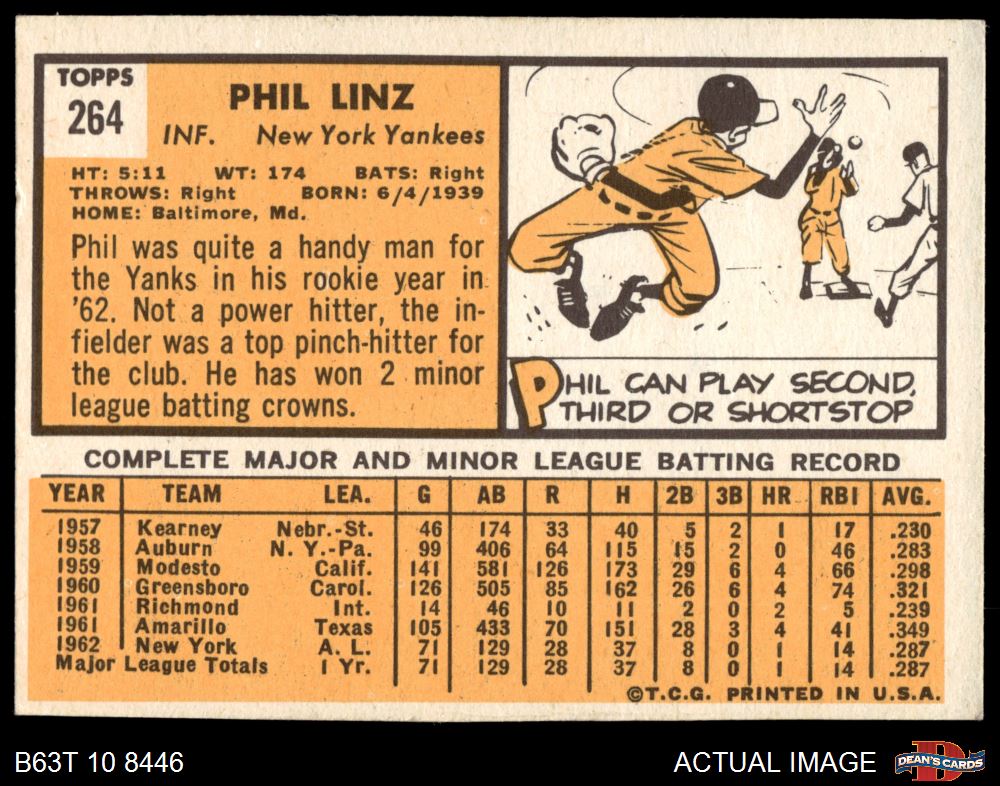 TOPPS
264
PHIL LINZ
INF. New York Yankees
HT: 5:11 WT: 174 BATS: Right
THROWS: Right BORN: 6/4/1939
HOME: Baltimore, Md.
Phil was quite a handy man for
the Yanks in his rookie year in
'62. Not a power hitter, the in-
fielder was a top pinch-hitter for
the club. He has won 2 minor
league batting crowns.
PHIL CAN PLAY SECOND,
THIRD OR SHORTSTOP
COMPLETE MAJOR AND MINOR LEAGUE BATTING RECORD
YEAR TEAM LEA. G AB R H 2B 3B HR RBI AVG.
1957 Kearney Nebr.-St. 46 174 33 40 5 2 1 17 .230
1958 Auburn N. Y.-Pa. 99 406 64 115 15 2 0 46 .283
1959 Modesto Calif. 141 581 126 173 29 6 4 66 .298
1960 Greensboro Carol. 126 505 85 162 26 6 4 74 .321
1961 Richmond Int. 14 46 10 11 2 0 2 5 .239
1961 Amarillo Texas 105 433 70 151 28 3 4 41 .349
1962 New York A. L. 71 129 28 37 8 0 1 14 .287
Major League Totals 1 Yr. 71 129 28 37 8 0 1 14 .287
©T.C.G. PRINTED IN U.S.A.
B63T 10 8446
ACTUAL IMAGE
D
DEAN'S CARDS